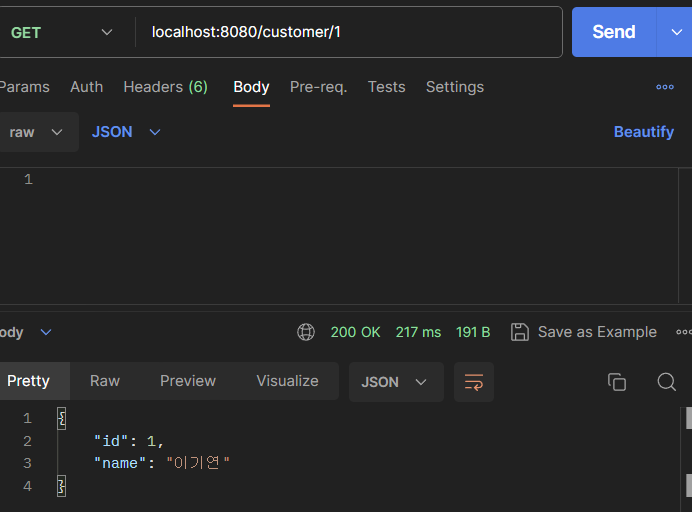 GET localhost:8080/customer/1 Send
Params Auth Headers (6) Body Pre-req. Tests Settings
raw JSON Beautify
1
ody 200 OK 217 ms 191 B Save as Example
Pretty Raw Preview Visualize JSON
1 {
2 "id": 1,
3 "name": "이기연"
4 }